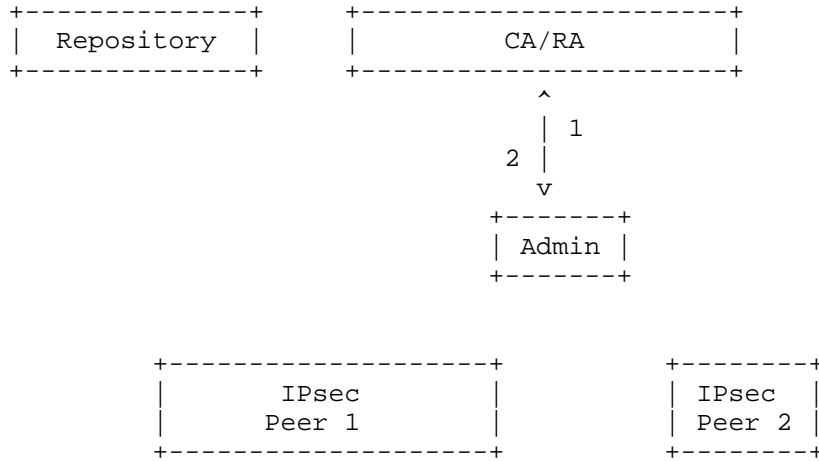 Repository CA/RA
^
| 1
2 |
v
Admin
IPsec IPsec
Peer 1 Peer 2